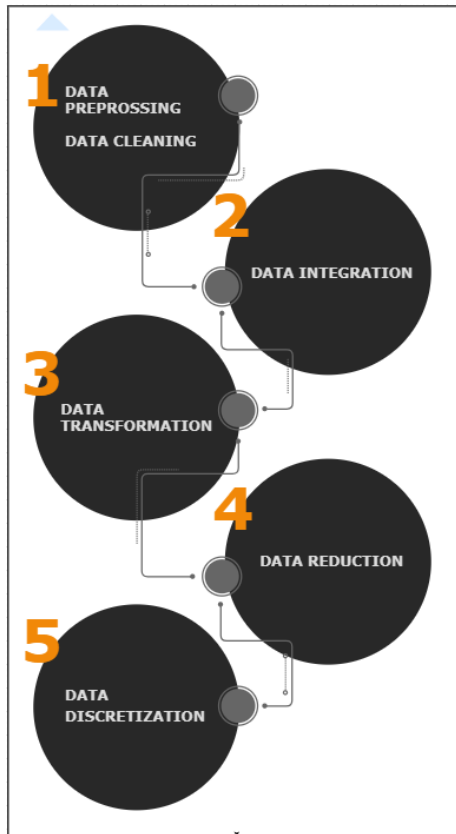 1
DATA
PREPROSSING
DATA CLEANING
2
DATA INTEGRATION
3
DATA
TRANSFORMATION
4
DATA REDUCTION
5
DATA
DISCRETIZATION